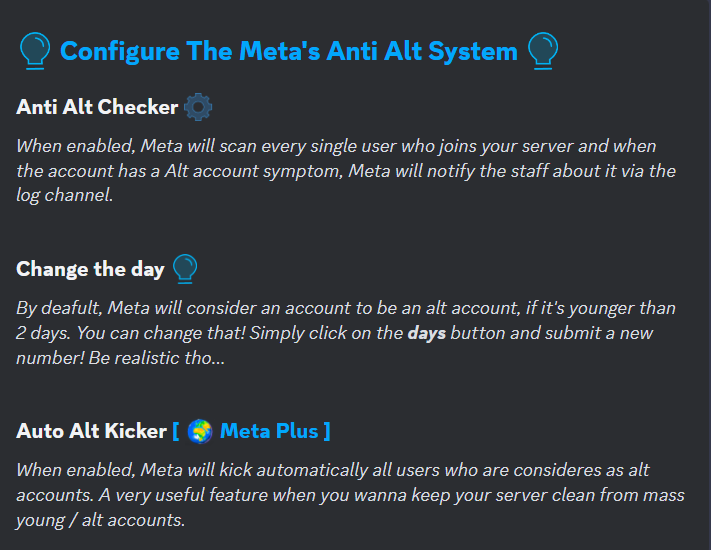 Configure The Meta's Anti Alt System
Anti Alt Checker
When enabled, Meta will scan every single user who joins your server and when
the account has a Alt account symptom, Meta will notify the staff about it via the
log channel.
Change the day
By deafult, Meta will consider an account to be an alt account, if it's younger than
2 days. You can change that! Simply click on the days button and submit a new
number! Be realistic tho...
Auto Alt Kicker [ Meta Plus ]
When enabled, Meta will kick automatically all users who are consideres as alt
accounts. A very useful feature when you wanna keep your server clean from mass
young / alt accounts.